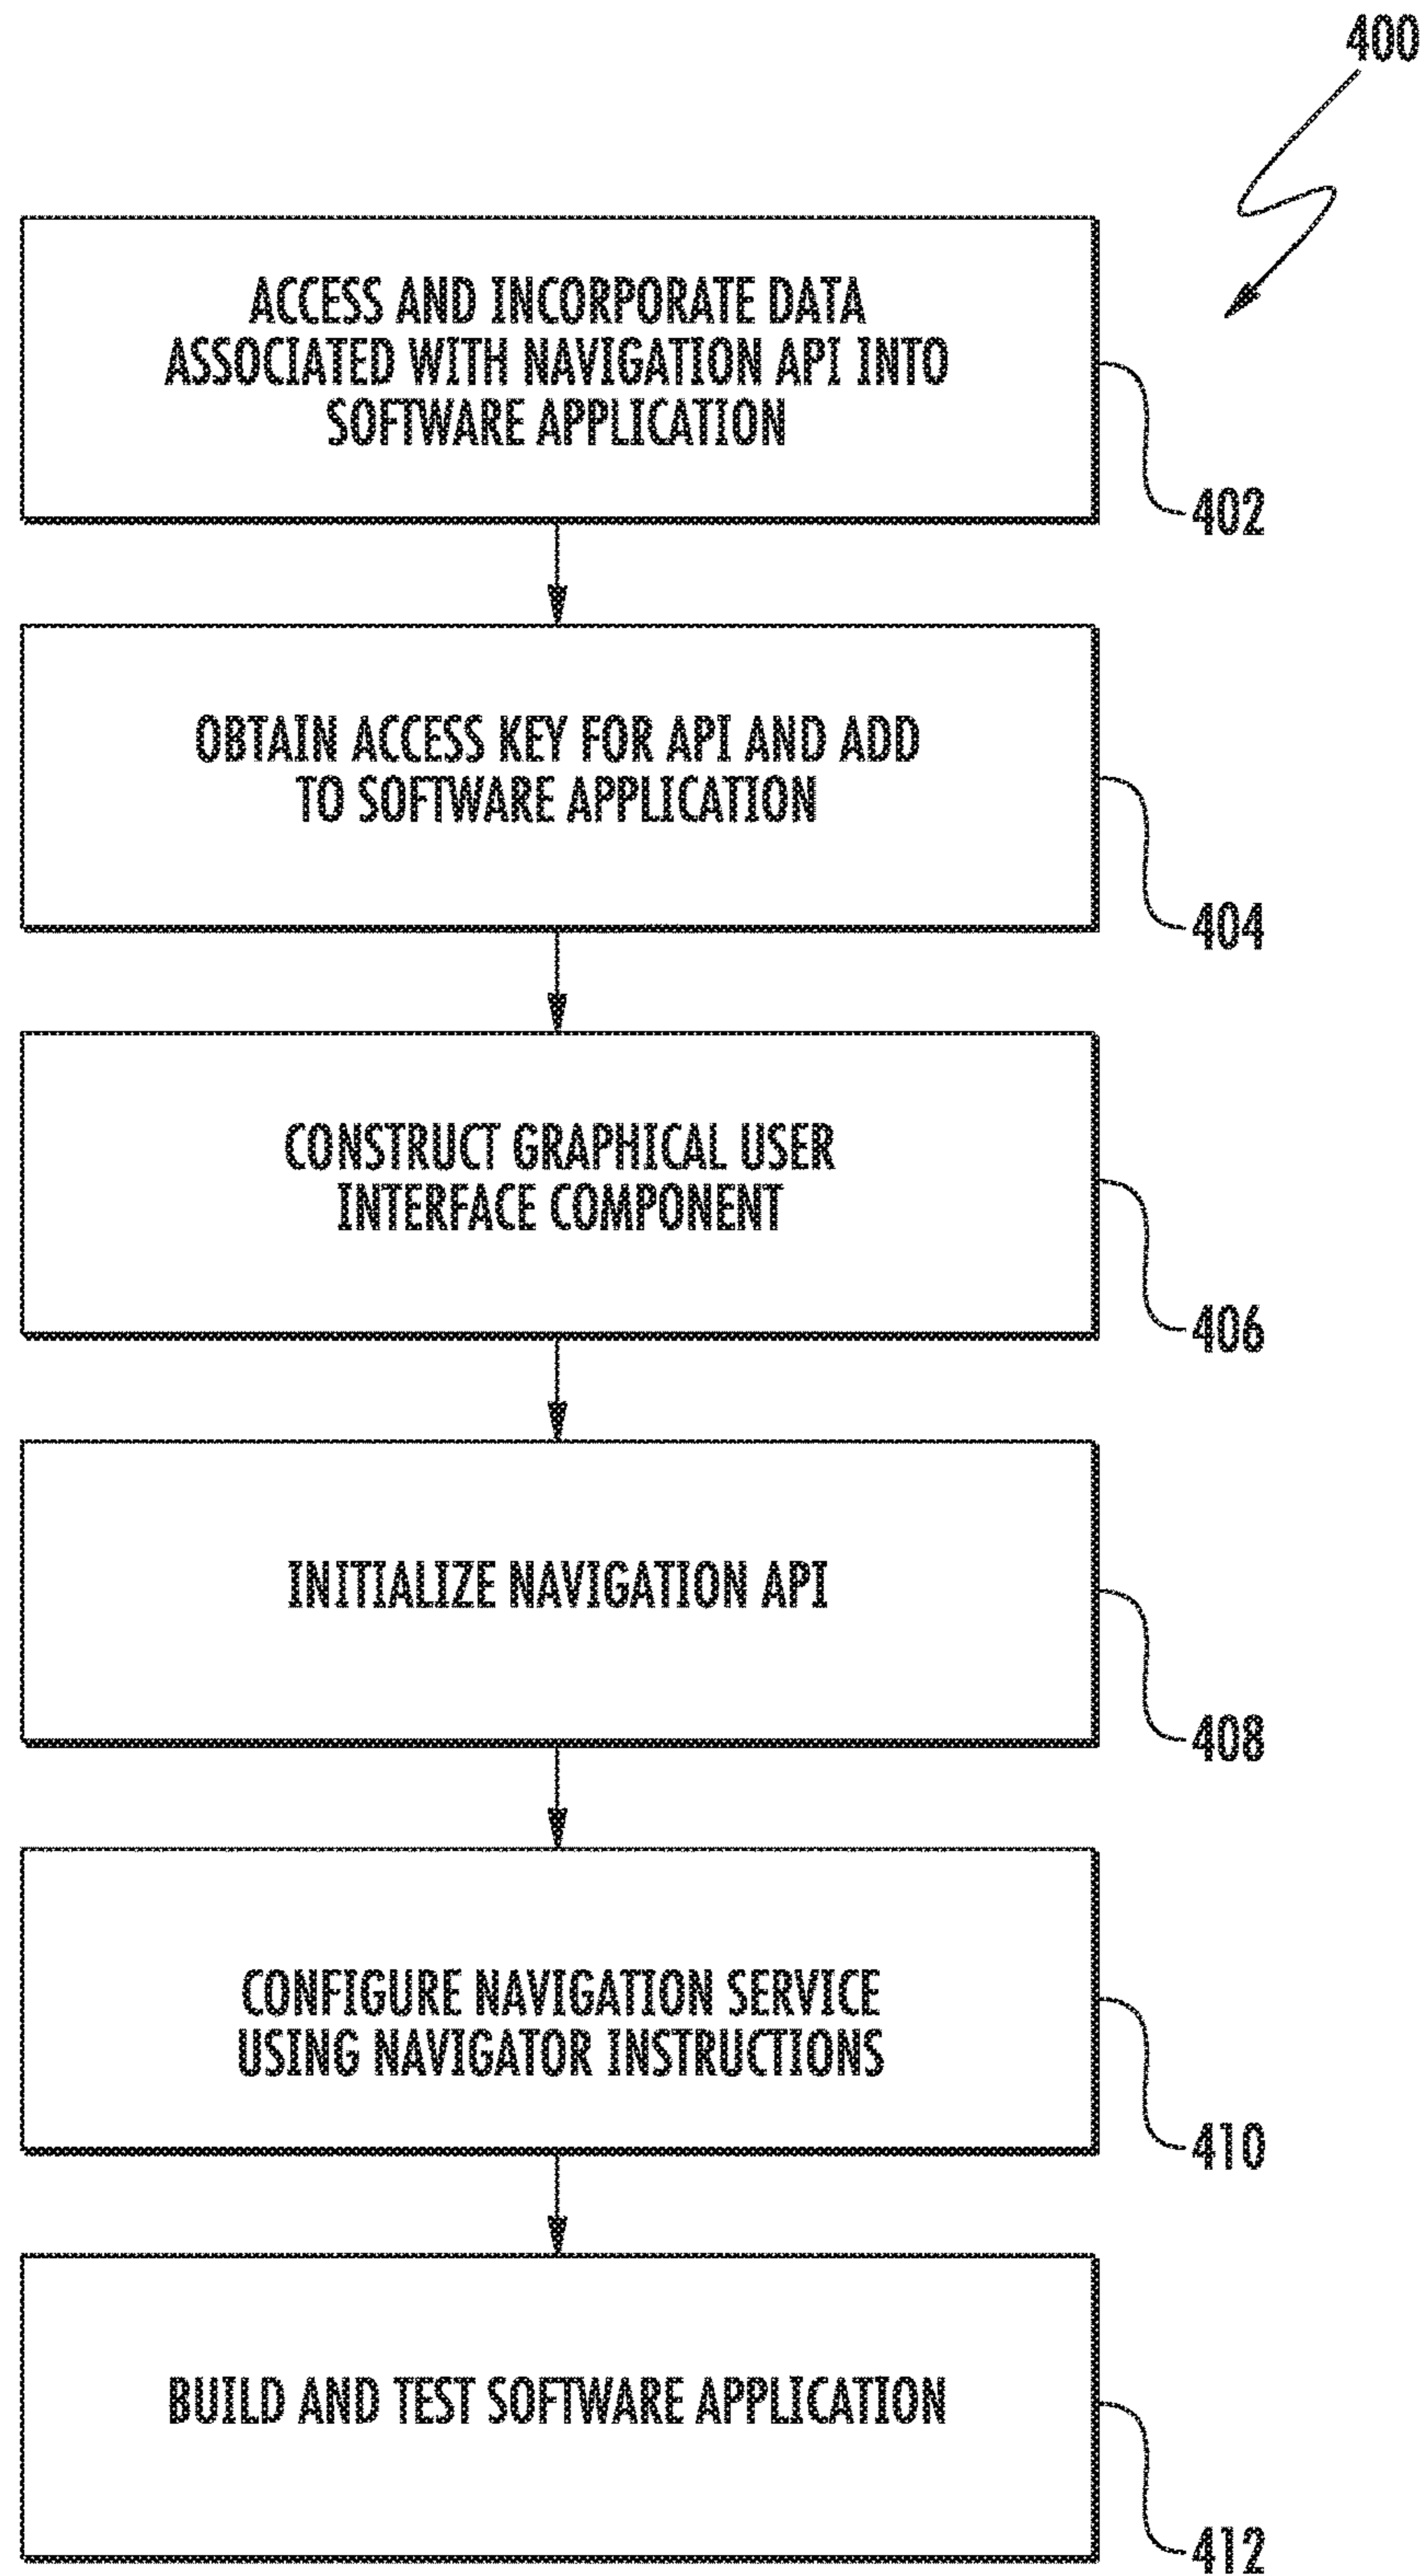 400
ACCESS AND INCORPORATE DATA
ASSOCIATED WITH NAVIGATION API INTO
SOFTWARE APPLICATION
402
OBTAIN ACCESS KEY FOR API AND ADD
TO SOFTWARE APPLICATION
404
CONSTRUCT GRAPHICAL USER
INTERFACE COMPONENT
406
INITIALIZE NAVIGATION API
408
CONFIGURE NAVIGATION SERVICE
USING NAVIGATOR INSTRUCTIONS
410
BUILD AND TEST SOFTWARE APPLICATION
412